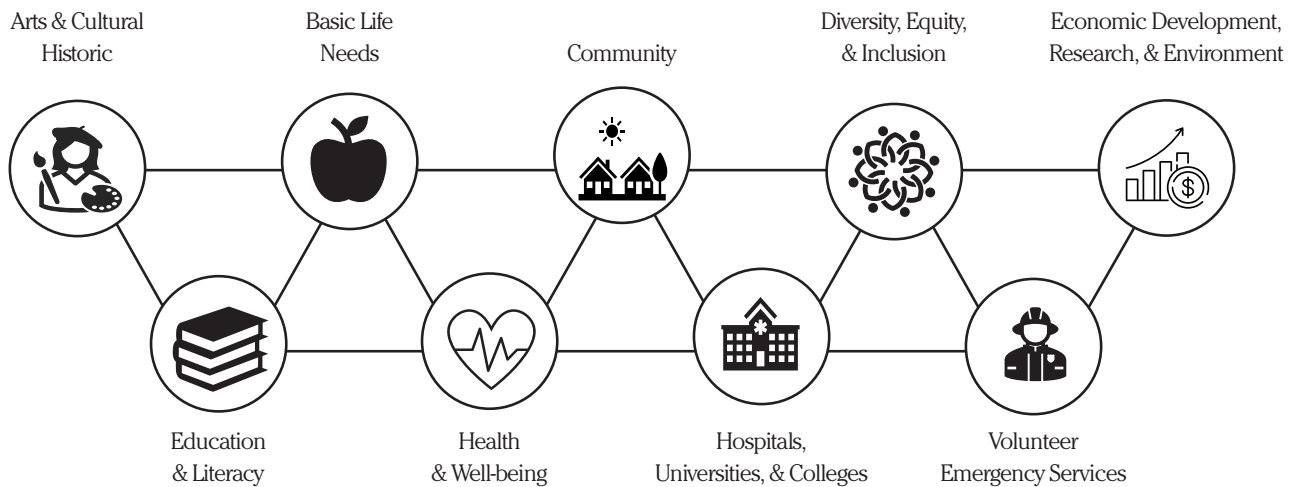 Arts & Cultural
Historic
Basic Life
Needs
Community
Diversity, Equity,
& Inclusion
Economic Development,
Research, & Environment
$
Education
& Literacy
Health
& Well-being
Hospitals,
Universities, & Colleges
Volunteer
Emergency Services